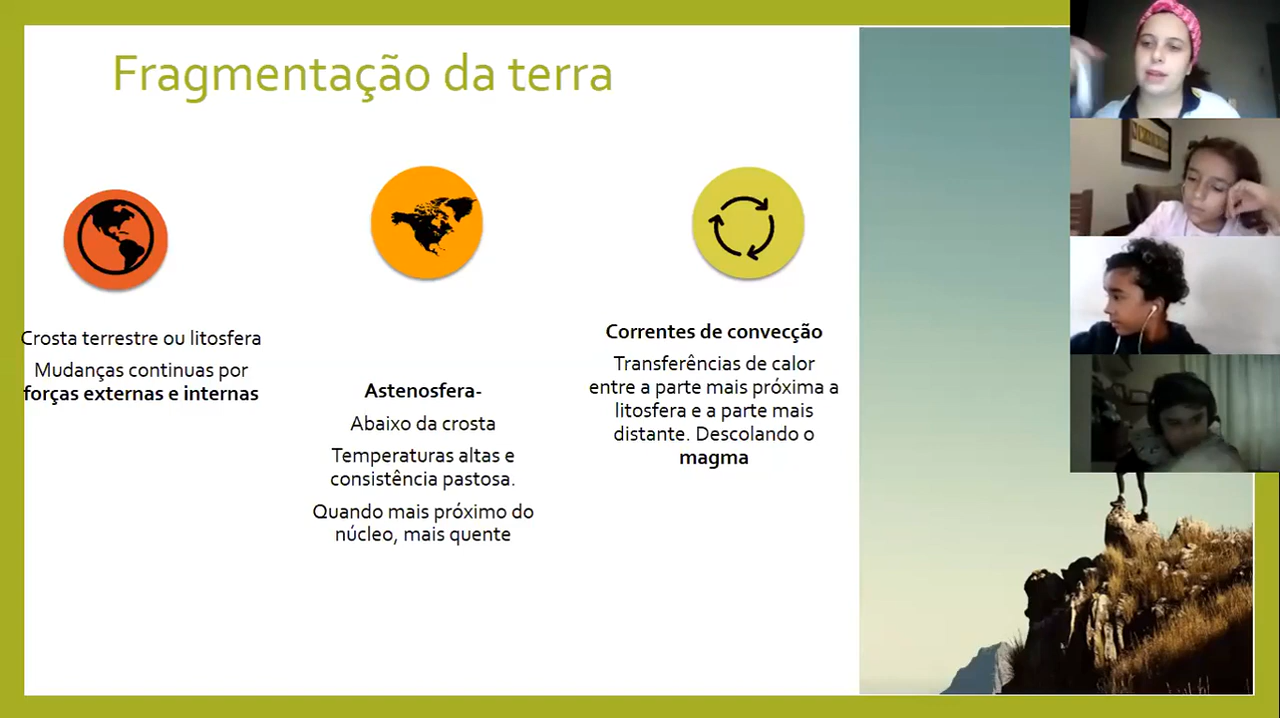 Fragmentação da terra
Crosta terrestre ou litosfera
Mudanças continuas por
forças externas e internas
Astenosfera-
Abaixo da crosta
Temperaturas altas e
consistência pastosa.
Quando mais próximo do
núcleo, mais quente
Correntes de convecção
Transferências de calor
entre a parte mais próxima a
litosfera e a parte mais
distante. Descolando o
magma